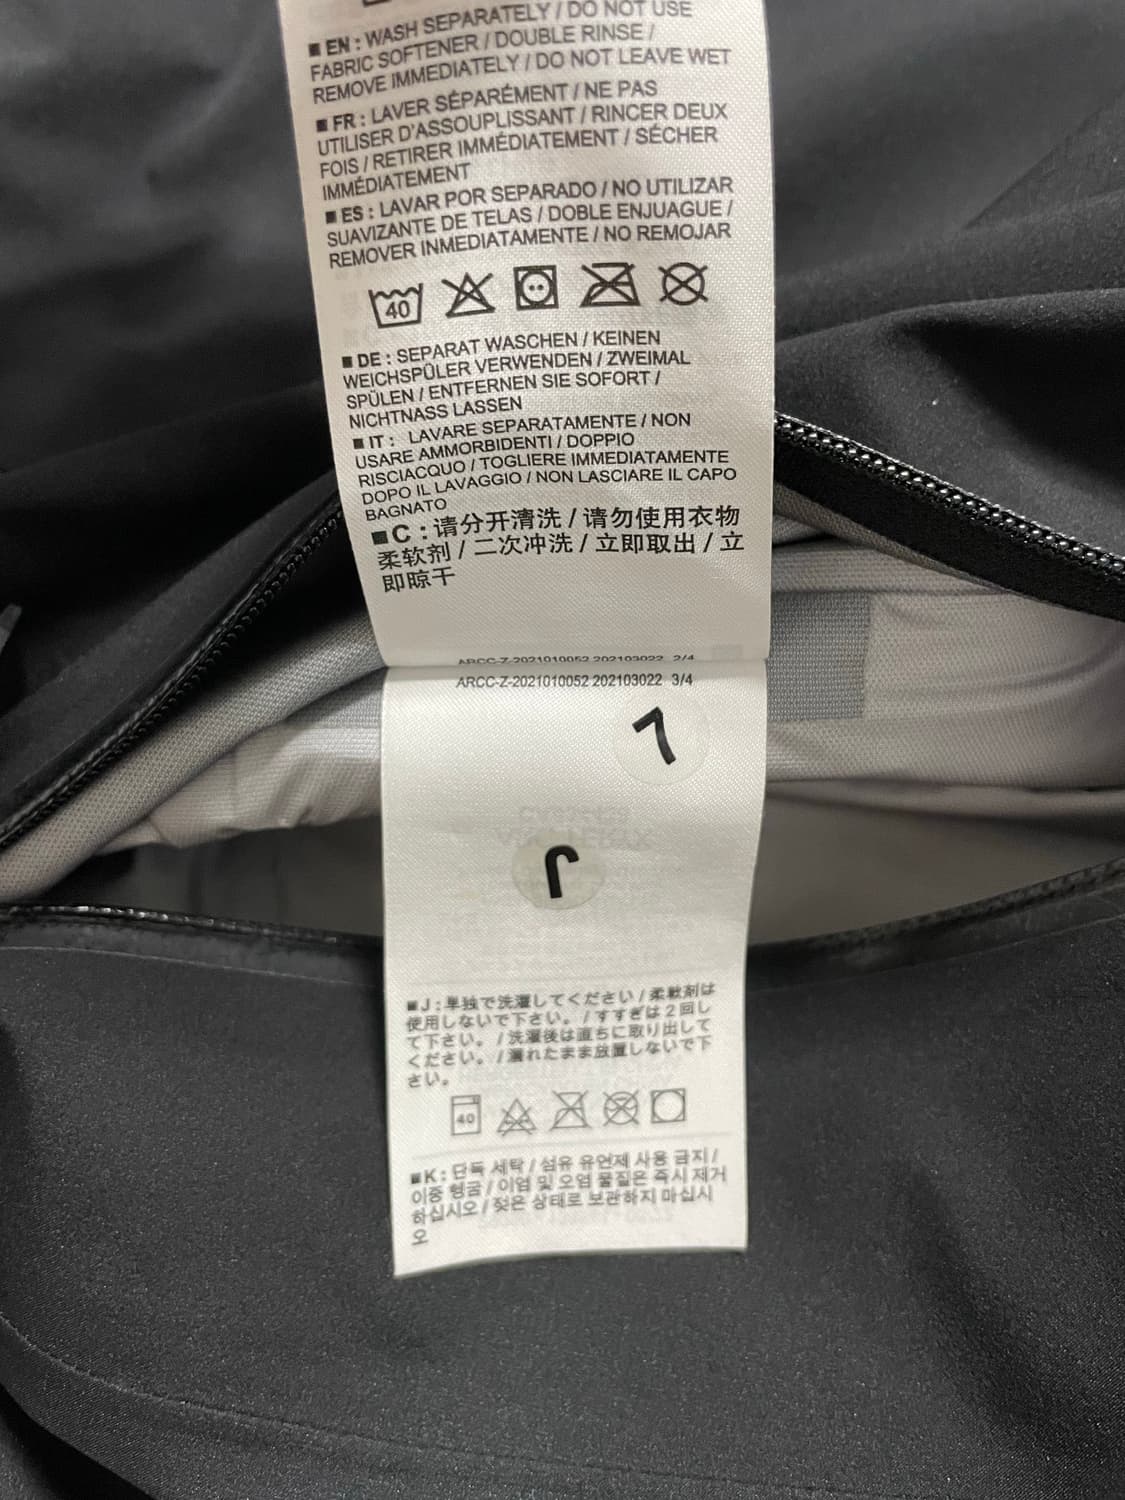 ■ EN : WASH SEPARATELY / DO NOT USE
FABRIC SOFTENER / DOUBLE RINSE /
REMOVE IMMEDIATELY / DO NOT LEAVE WET
■ FR : LAVER SÉPARÉMENT / NE PAS
UTILISER D'ASSOUPLISSANT / RINCER DEUX
FOIS / RETIRER IMMÉDIATEMENT / SÉCHER
IMMÉDIATEMENT
■ ES : LAVAR POR SEPARADO / NO UTILIZAR
SUAVIZANTE DE TELAS / DOBLE ENJUAGUE /
REMOVER INMEDIATAMENTE / NO REMOJAR
40
■ DE : SEPARAT WASCHEN / KEINEN
WEICHSPÜLER VERWENDEN / ZWEIMAL
SPÜLEN / ENTFERNEN SIE SOFORT /
NICHTNASS LASSEN
■ IT : LAVARE SEPARATAMENTE / NON
USARE AMMORBIDENTI / DOPPIO
RISCIACQUO / TOGLIERE IMMEDIATAMENTE
DOPO IL LAVAGGIO / NON LASCIARE IL CAPO
BAGNATO
■ C : 请分开清洗 / 请勿使用衣物
柔软剂 / 二次冲洗 / 立即取出 / 立
即晾干
ARCC-Z-2021010052 202103022 2/4
ARCC-Z-2021010052 202103022 3/4
7
J
■ J : 単独で洗濯してください / 柔軟剤は
使用しないで下さい。 / すすぎは2回し
て下さい。 / 洗濯後は直ちに取り出して
ください。 / 濡れたまま放置しないで下
さい。
40
■ K : 단독 세탁 / 섬유 유연제 사용 금지 /
이중 헹굼 / 이염 및 오염 물질은 즉시 제거
하십시오 / 젖은 상태로 보관하지 마십시
오